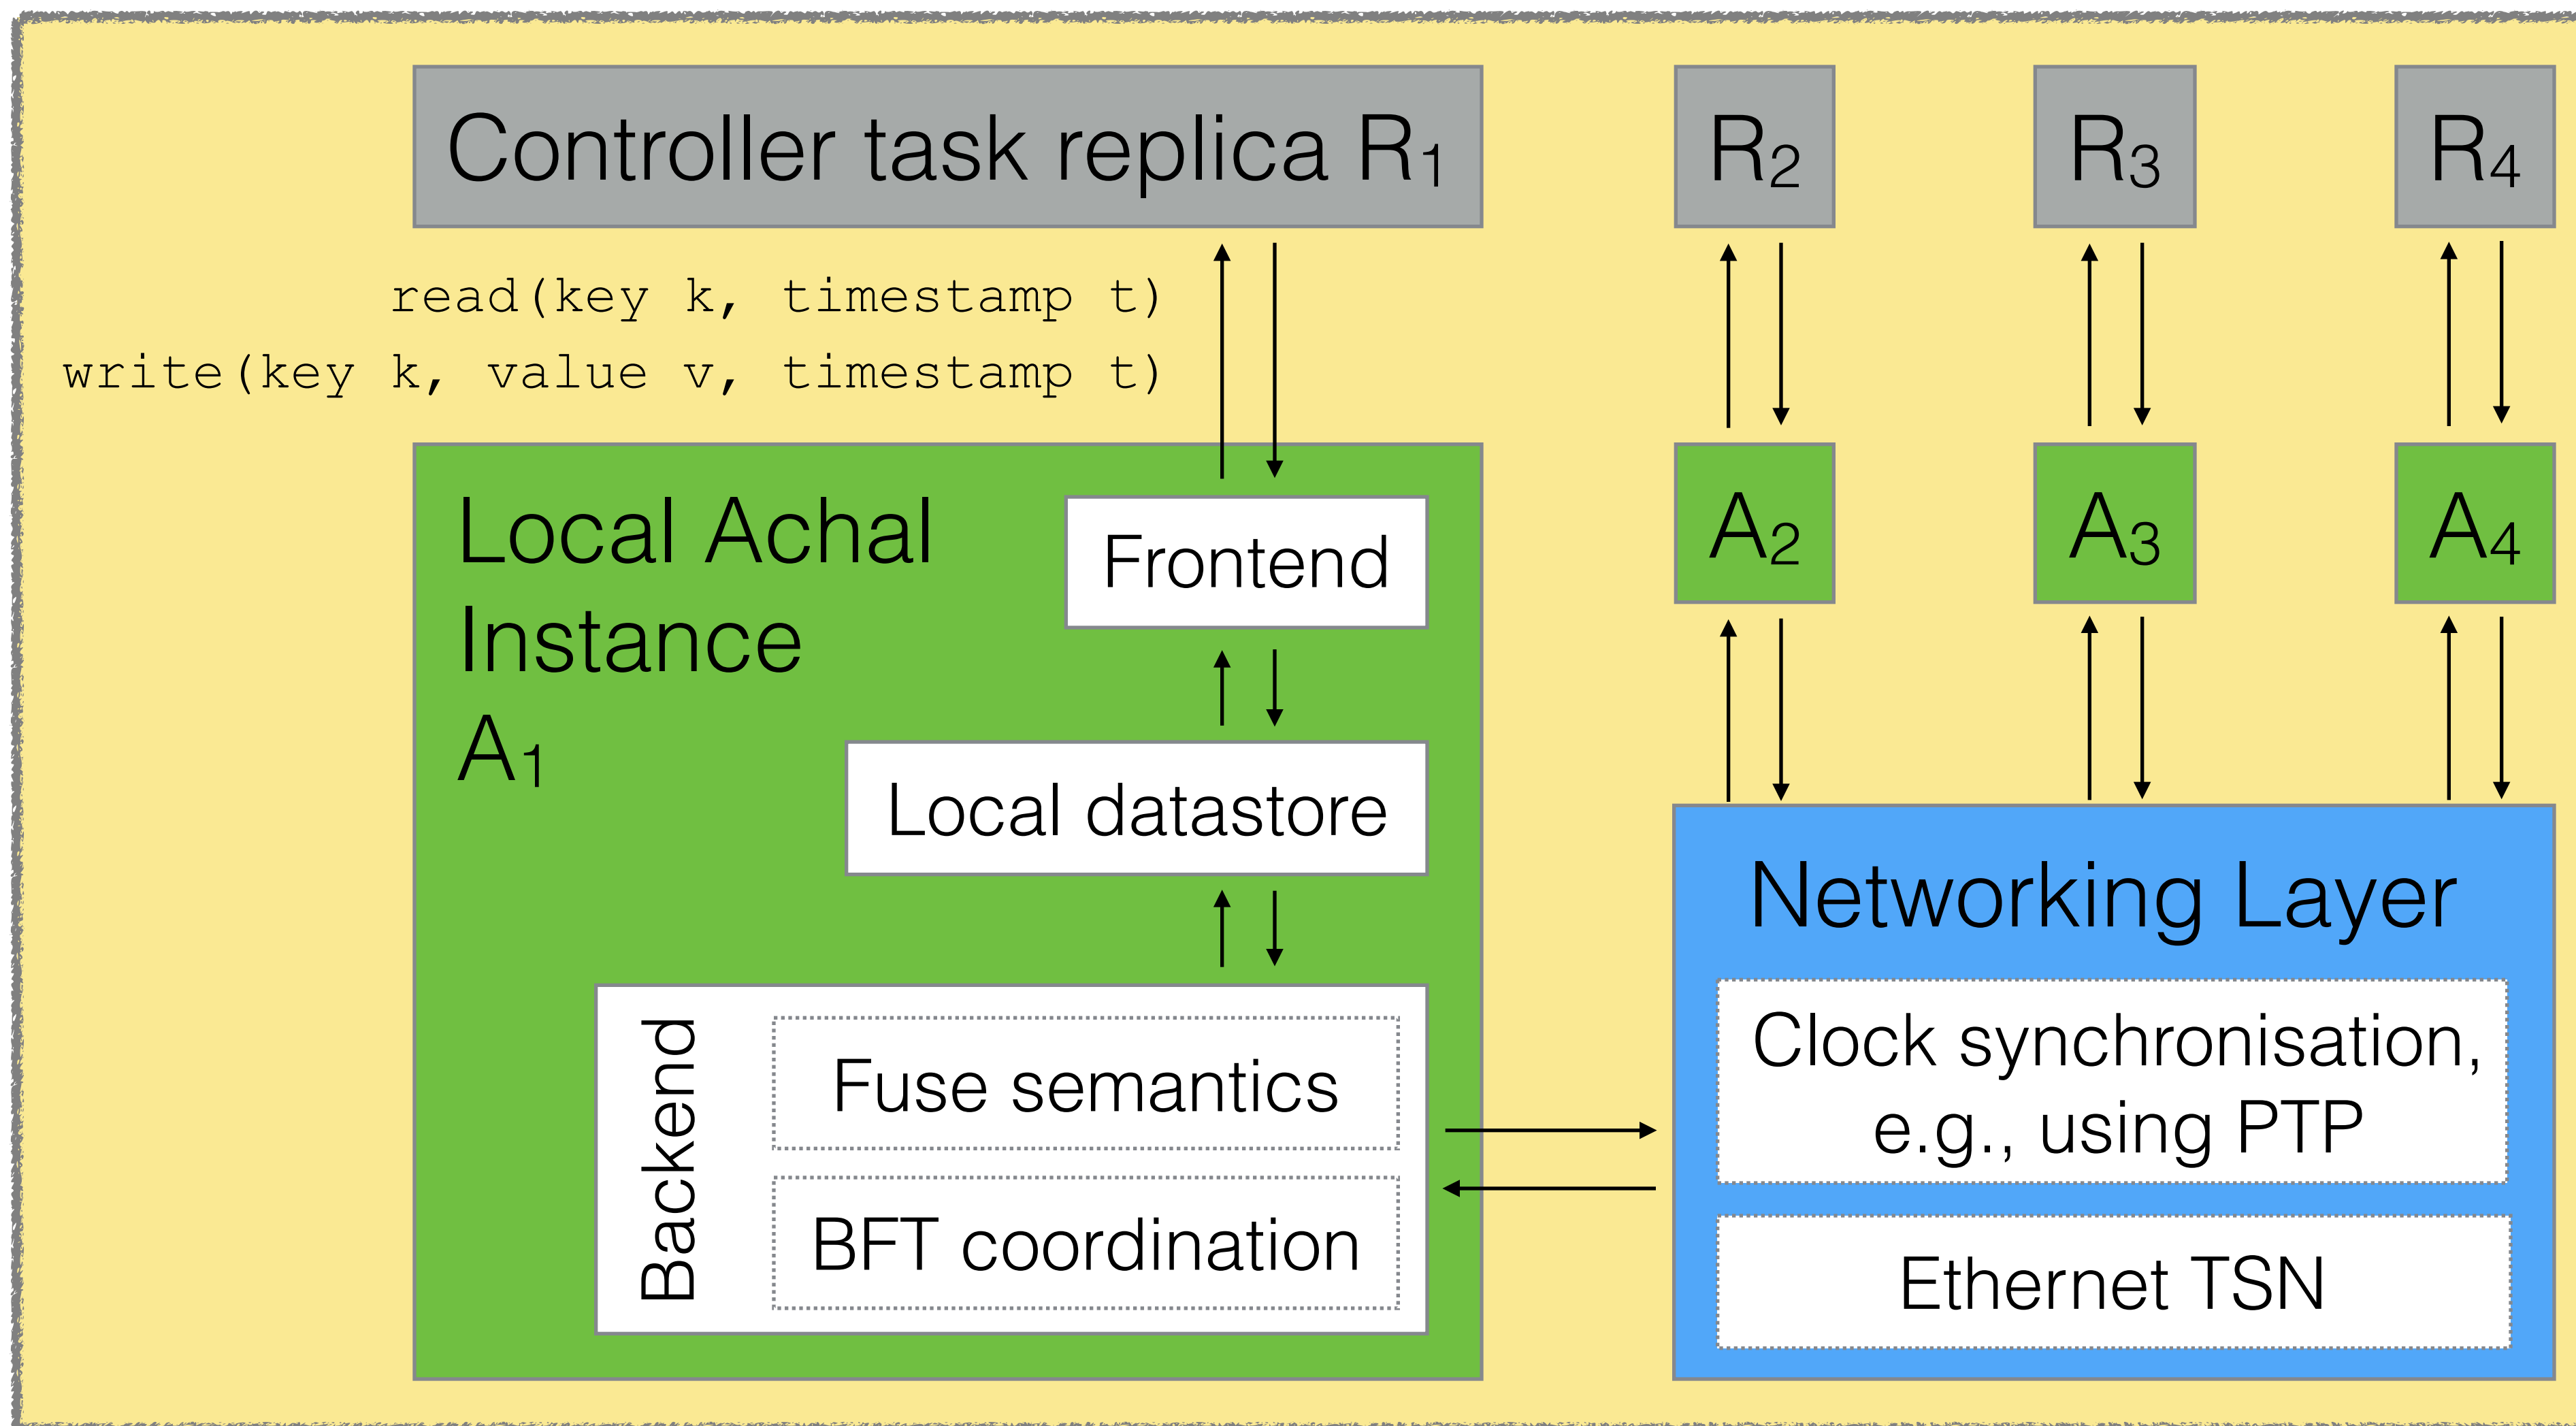 Controller task replica R₁
R₂
R₃
R₄
read(key k, timestamp t)
write(key k, value v, timestamp t)
Local Achal
Instance
A₁
Frontend
Local datastore
Backend
Fuse semantics
BFT coordination
A₂
A₃
A₄
Networking Layer
Clock synchronisation,
e.g., using PTP
Ethernet TSN